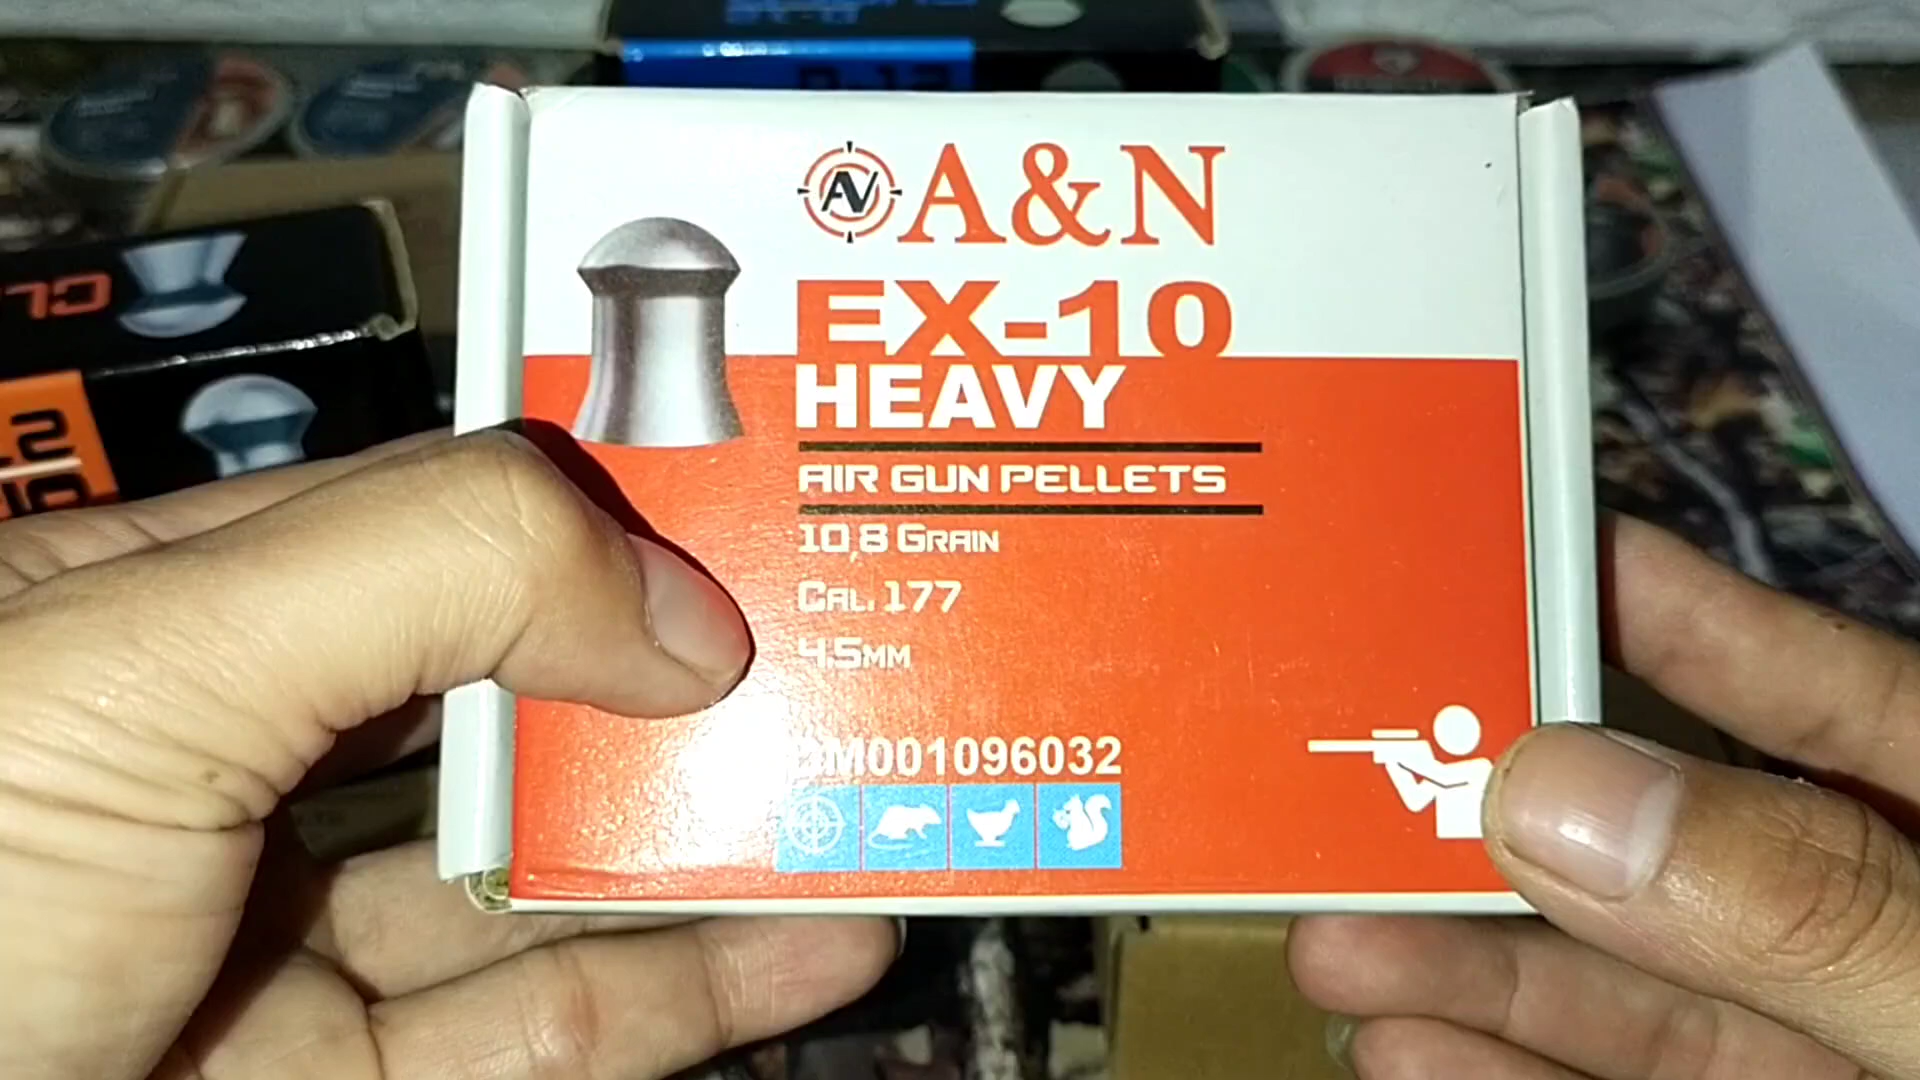 A&N
EX-10
HEAVY
AIR GUN PELLETS
10,8 GRAIN
CAL. 177
4.5MM
M001096032